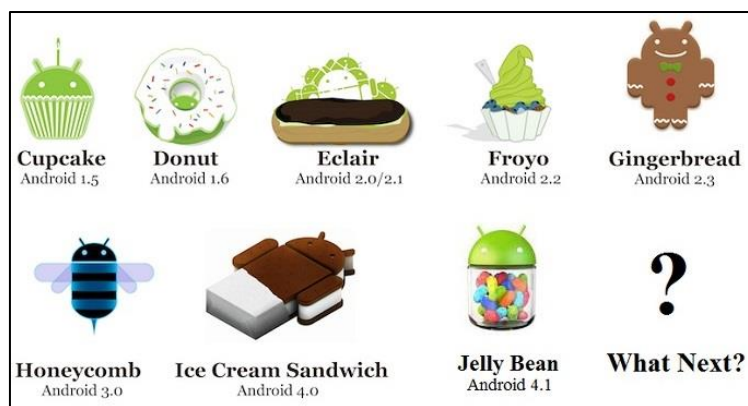 Cupcake
Android 1.5
Donut
Android 1.6
Eclair
Android 2.0/2.1
Froyo
Android 2.2
Gingerbread
Android 2.3
Honeycomb
Android 3.0
Ice Cream Sandwich
Android 4.0
Jelly Bean
Android 4.1
?
What Next?